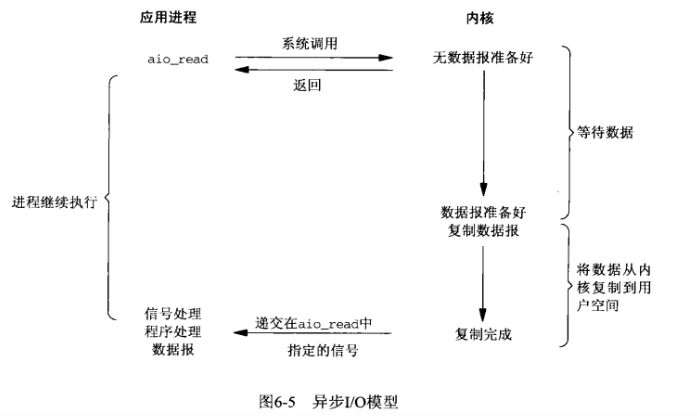 应用进程
内核
系统调用
aio_read
无数据报准备好
返回
等待数据
进程继续执行
数据报准备好
复制数据报
将数据从内
核复制到用
户空间
信号处理
程序处理
数据报
递交在aio_read中
指定的信号
复制完成
图6-5 异步I/O模型